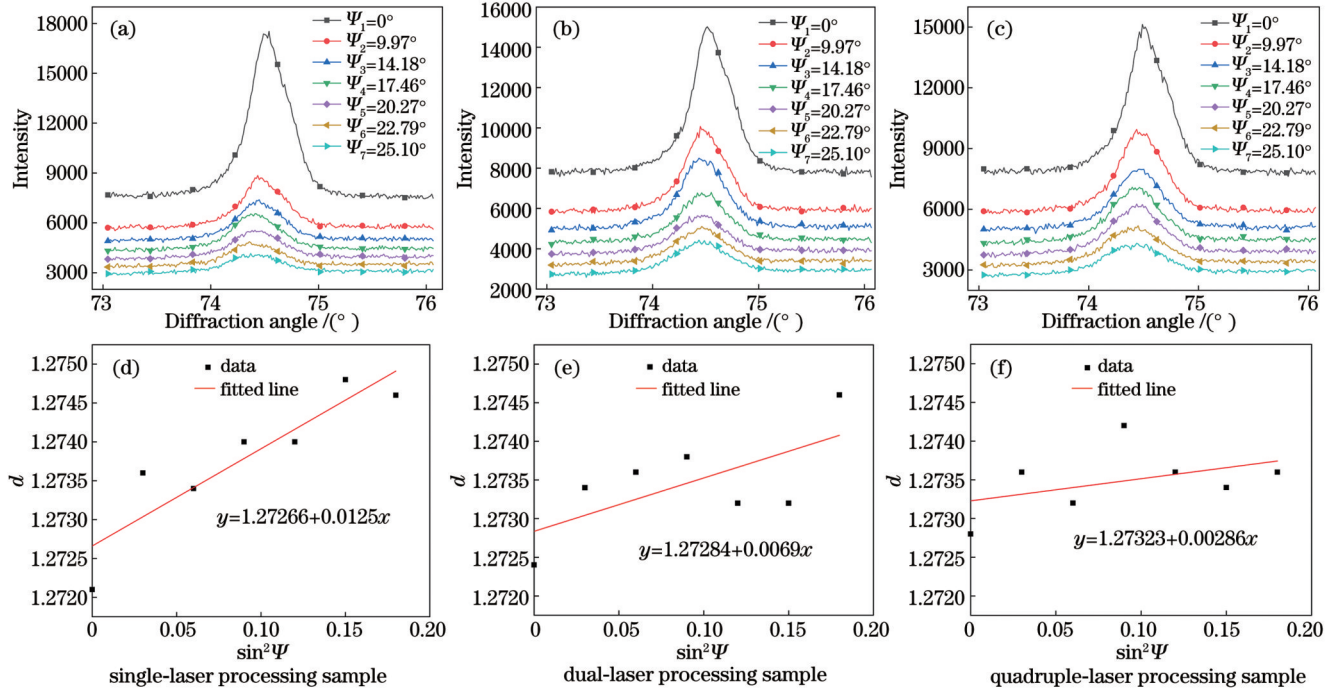 (a)
Ψ1=0°
Ψ2=9.97°
Ψ3=14.18°
Ψ4=17.46°
Ψ5=20.27°
Ψ6=22.79°
Ψ7=25.10°
18000
15000
12000
9000
6000
3000
Intensity
73 74 75 76
Diffraction angle /(°)
(b)
Ψ1=0°
Ψ2=9.97°
Ψ3=14.18°
Ψ4=17.46°
Ψ5=20.27°
Ψ6=22.79°
Ψ7=25.10°
16000
14000
12000
10000
8000
6000
4000
2000
Intensity
73 74 75 76
Diffraction angle /(°)
(c)
Ψ1=0°
Ψ2=9.97°
Ψ3=14.18°
Ψ4=17.46°
Ψ5=20.27°
Ψ6=22.79°
Ψ7=25.10°
15000
12000
9000
6000
3000
Intensity
73 74 75 76
Diffraction angle /(°)
(d)
data
fitted line
1.2750
1.2745
1.2740
1.2735
1.2730
1.2725
1.2720
d
y=1.27266+0.0125x
0 0.05 0.10 0.15 0.20
sin²Ψ
single-laser processing sample
(e)
data
fitted line
1.2750
1.2745
1.2740
1.2735
1.2730
1.2725
1.2720
d
y=1.27284+0.0069x
0 0.05 0.10 0.15 0.20
sin²Ψ
dual-laser processing sample
(f)
data
fitted line
1.2750
1.2745
1.2740
1.2735
1.2730
1.2725
1.2720
d
y=1.27323+0.00286x
0 0.05 0.10 0.15 0.20
sin²Ψ
quadruple-laser processing sample